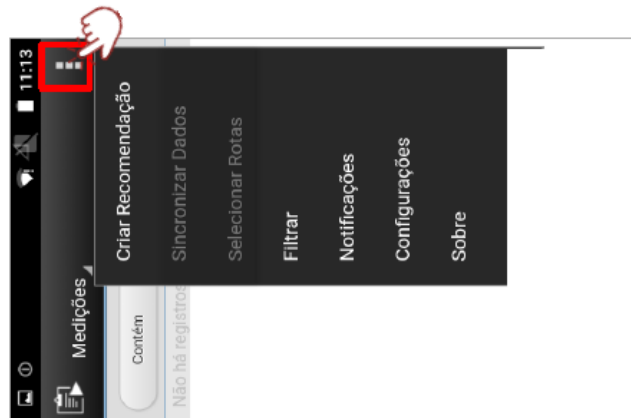 11:13
Medições
Criar Recomendação
Sincronizar Dados
Selecionar Rotas
Filtrar
Notificações
Configurações
Sobre
Contém
Não há registros